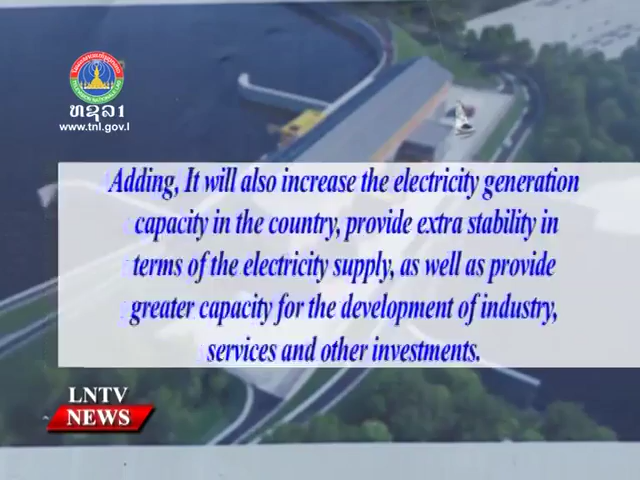 ທຊລ1
www.tnl.gov.l
Adding, It will also increase the electricity generation
capacity in the country, provide extra stability in
terms of the electricity supply, as well as provide
greater capacity for the development of industry,
services and other investments.
LNTV
NEWS